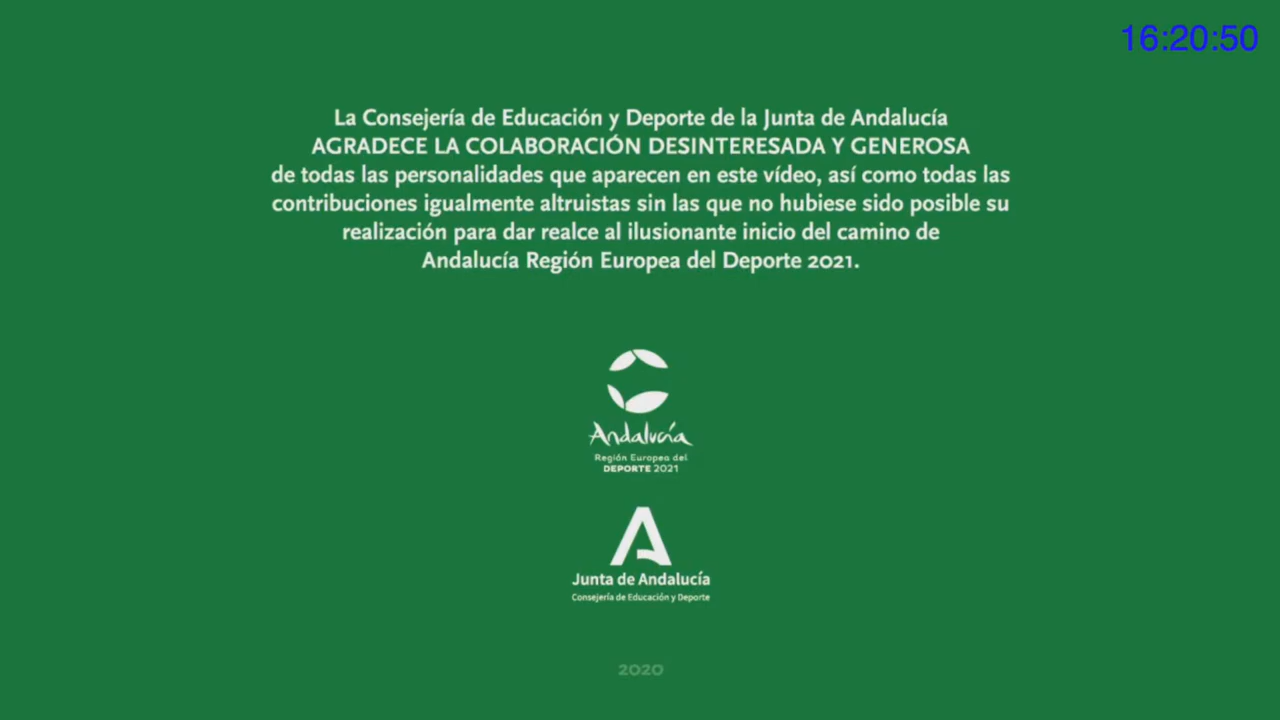 16:20:50
La Consejería de Educación y Deporte de la Junta de Andalucía
AGRADECE LA COLABORACIÓN DESINTERESADA Y GENEROSA
de todas las personalidades que aparecen en este vídeo, así como todas las
contribuciones igualmente altruistas sin las que no hubiese sido posible su
realización para dar realce al ilusionante inicio del camino de
Andalucía Región Europea del Deporte 2021.
Andalucía
Región Europea del
DEPORTE 2021
Junta de Andalucía
Consejería de Educación y Deporte
2020